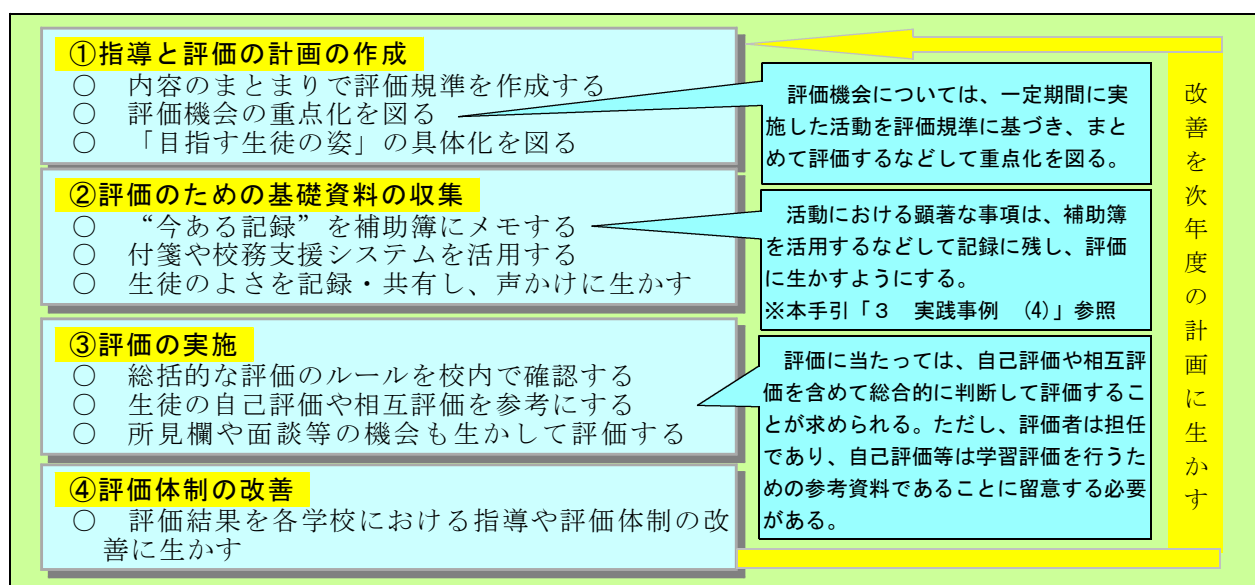 ①指導と評価の計画の作成
○ 内容のまとまりで評価規準を作成する
○ 評価機会の重点化を図る
○ 「目指す生徒の姿」の具体化を図る
評価機会については、一定期間に実
施した活動を評価規準に基づき、まと
めて評価するなどして重点化を図る。
②評価のための基礎資料の収集
○ “今ある記録”を補助簿にメモする
○ 付箋や校務支援システムを活用する
○ 生徒のよさを記録・共有し、声かけに生かす
活動における顕著な事項は、補助簿
を活用するなどして記録に残し、評価
に生かすようにする。
※本手引「3 実践事例 (4)」参照
③評価の実施
○ 総括的な評価のルールを校内で確認する
○ 生徒の自己評価や相互評価を参考にする
○ 所見欄や面談等の機会も生かして評価する
評価に当たっては、自己評価や相互評
価を含めて総合的に判断して評価するこ
とが求められる。ただし、評価者は担任
であり、自己評価等は学習評価を行うた
めの参考資料であることに留意する必要
がある。
④評価体制の改善
○ 評価結果を各学校における指導や評価体制の改
善に生かす
改善を次年度の計画に生かす